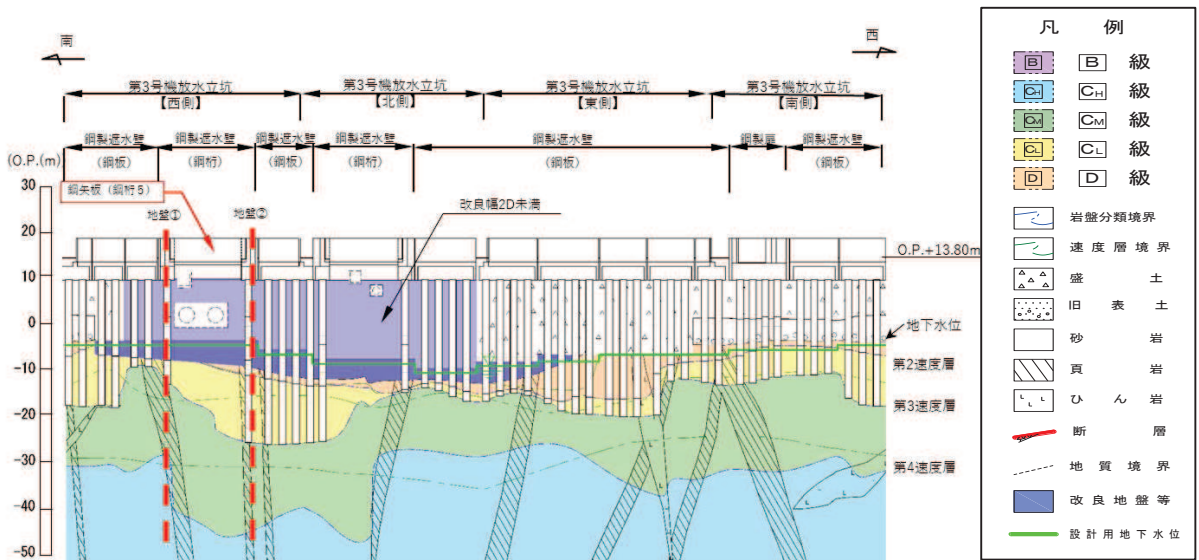 南
西
第3号機放水立坑
【西側】
第3号機放水立坑
【北側】
第3号機放水立坑
【東側】
第3号機放水立坑
【南側】
鋼製遮水壁
(鋼板)
鋼製遮水壁
(鋼桁)
鋼製遮水壁
(鋼板)
鋼製遮水壁
(鋼桁)
鋼製遮水壁
(鋼板)
鋼製扉
鋼製遮水壁
(鋼板)
(O.P.(m)
30
20
10
0
-10
-20
-30
-40
-50
鋼矢板（鋼桁5）
地盤①
地盤②
改良幅2D未満
O.P.+13.80m
地下水位
第2速度層
第3速度層
第4速度層
凡 例
B B 級
CH CH 級
CM CM 級
CL CL 級
D D 級
岩盤分類境界
速度層境界
盛 土
旧 表 土
砂 岩
頁 岩
ひ ん 岩
断 層
地質境界
改良地盤等
設計用地下水位